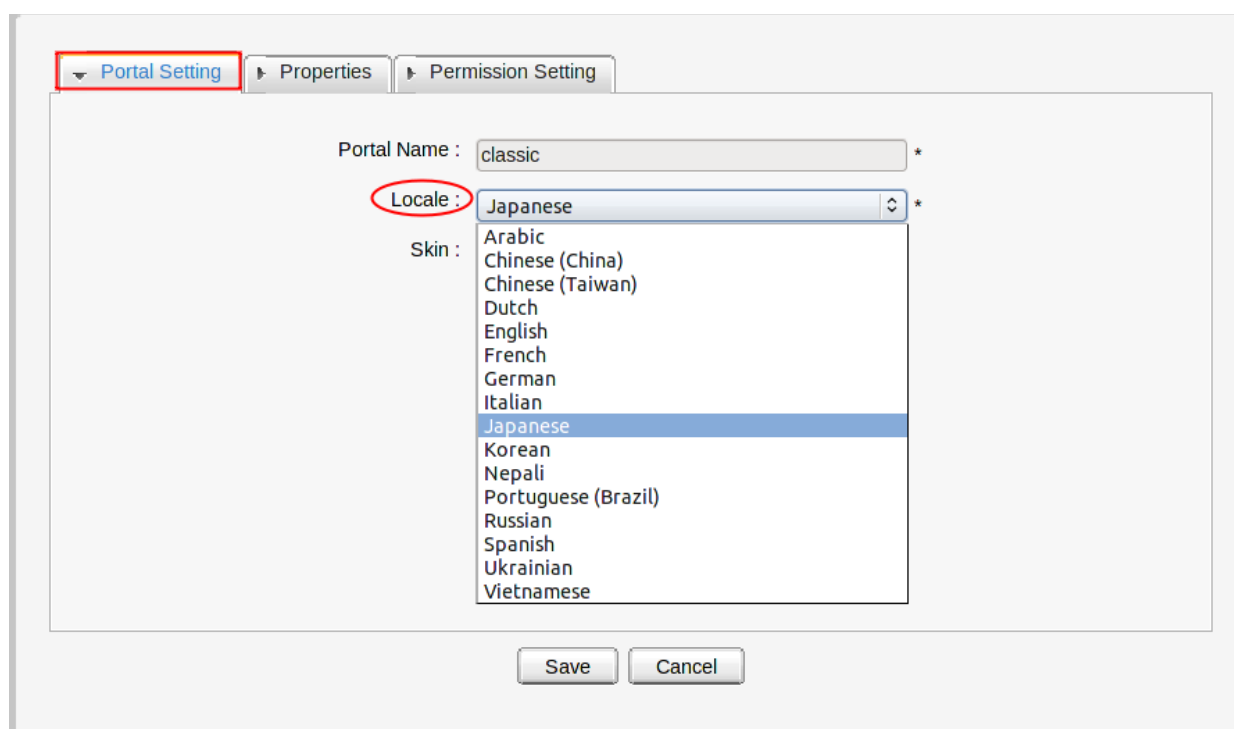 Portal Setting Properties Permission Setting
Portal Name : classic *
Locale : Japanese *
Skin :
Arabic
Chinese (China)
Chinese (Taiwan)
Dutch
English
French
German
Italian
Japanese
Korean
Nepali
Portuguese (Brazil)
Russian
Spanish
Ukrainian
Vietnamese
Save Cancel